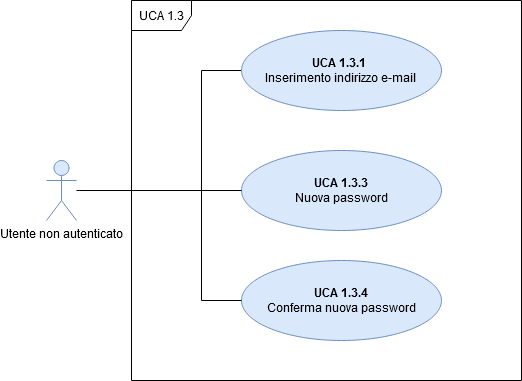 UCA 1.3
UCA 1.3.1
Inserimento indirizzo e-mail
UCA 1.3.3
Nuova password
Utente non autenticato
UCA 1.3.4
Conferma nuova password